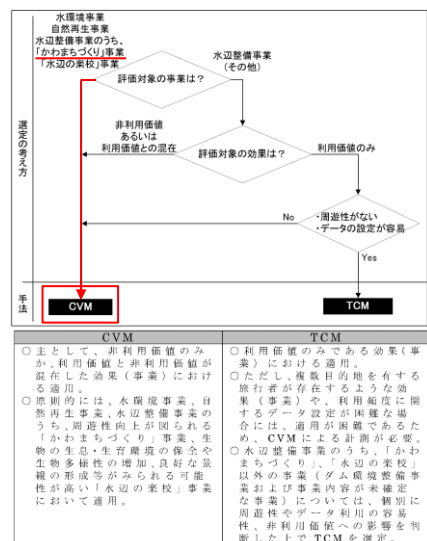 水環境事業
自然再生事業
水辺整備事業のうち、
「かわまちづくり」事業
「水辺の楽校」事業
水辺整備事業
(その他)
評価対象の事業は?
非利用価値
あるいは
利用価値との混在
評価対象の効果は?
利用価値のみ
選定の考え方
No
・周遊性がない
・データの設定が容易
Yes
手法
CVM
TCM
CVM
○主として、非利用価値のみ
か、利用価値と非利用価値が
混在した効果(事業)におけ
る適用。
○原則的には、水環境事業、自
然再生事業、水辺整備事業の
うち、周遊性向上が図られる
「かわまちづくり」事業、生
物の生息・生育環境の保全や
生物多様性の増加、良好な景
観の形成等がみられる可能
性が高い「水辺の楽校」事業
において適用。
TCM
○利用価値のみである効果(事
業)における適用。
○ただし、複数目的地を有する
旅行者が存在するような効
果(事業)や、利用頻度に関
するデータ設定が困難な場
合には、適用が困難であるた
め、CVMによる計測が必要。
○水辺整備事業のうち、「かわ
まちづくり」、「水辺の楽校」
以外の事業(ダム環境整備事
業および事業内容が未確定
な事業)については、個別に
周遊性やデータ利用の容易
性、非利用価値への影響を判
断した上でTCMを選定。